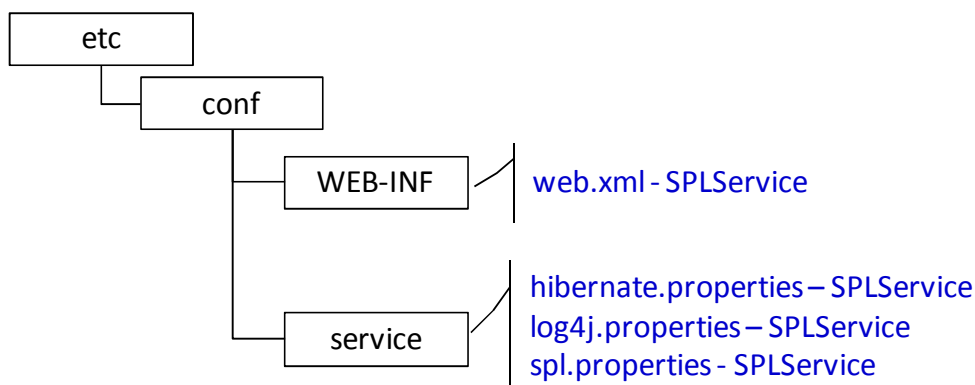 etc
conf
WEB-INF
web.xml - SPLService
hibernate.properties – SPLService
log4j.properties – SPLService
service
spl.properties - SPLService